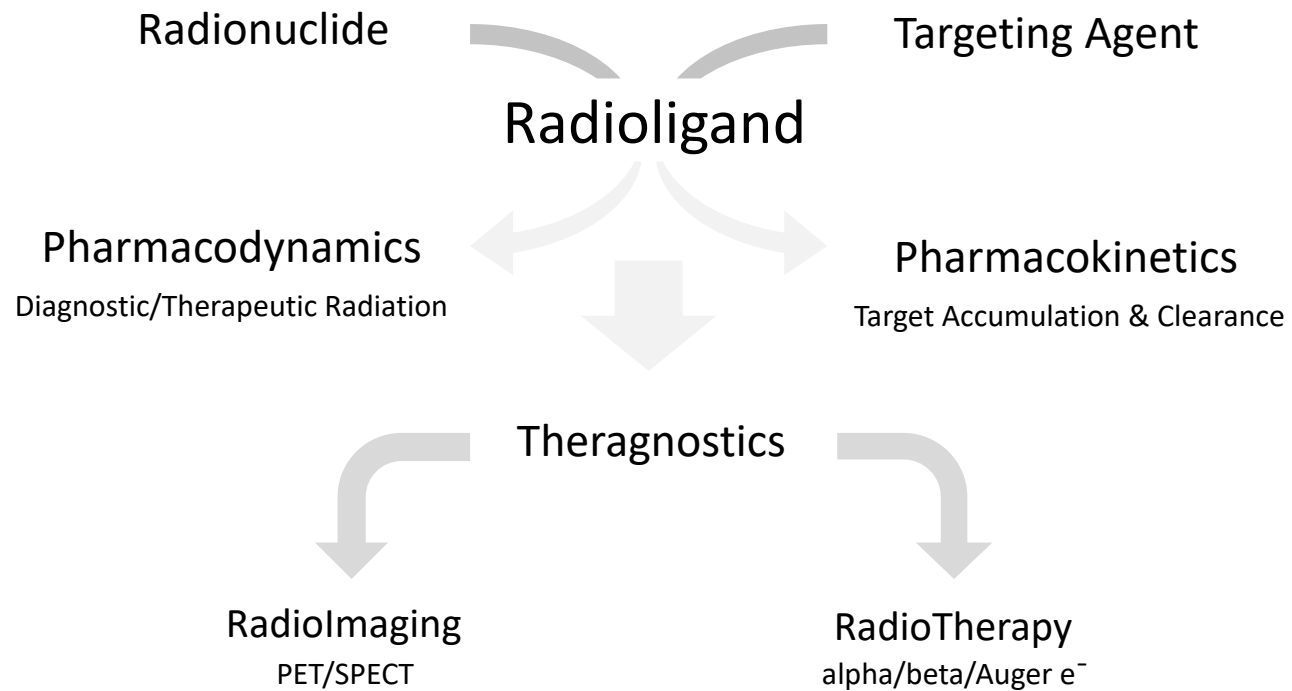 Radionuclide
Targeting Agent
Radioligand
Pharmacodynamics
Diagnostic/Therapeutic Radiation
Pharmacokinetics
Target Accumulation & Clearance
Theragnostics
RadioImaging
PET/SPECT
RadioTherapy
alpha/beta/Auger e⁻